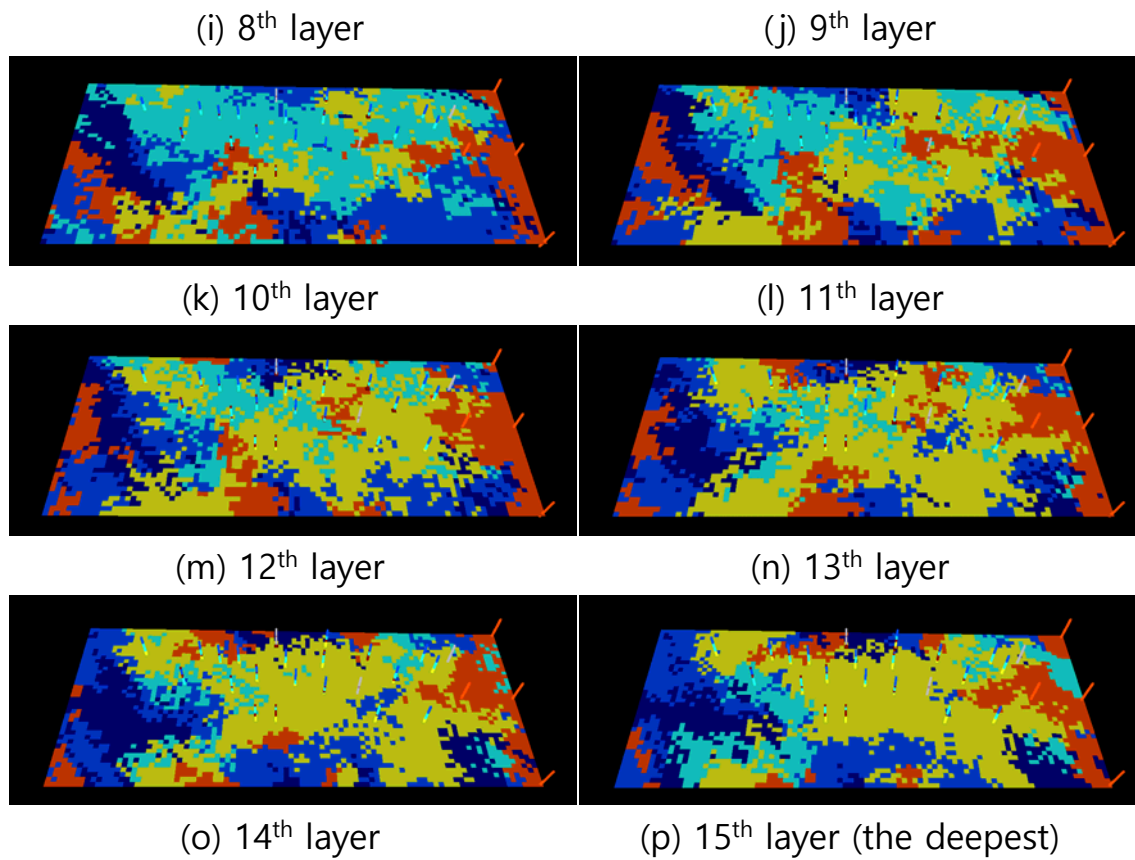 (i) 8th layer
(j) 9th layer
(k) 10th layer
(l) 11th layer
(m) 12th layer
(n) 13th layer
(o) 14th layer
(p) 15th layer (the deepest)